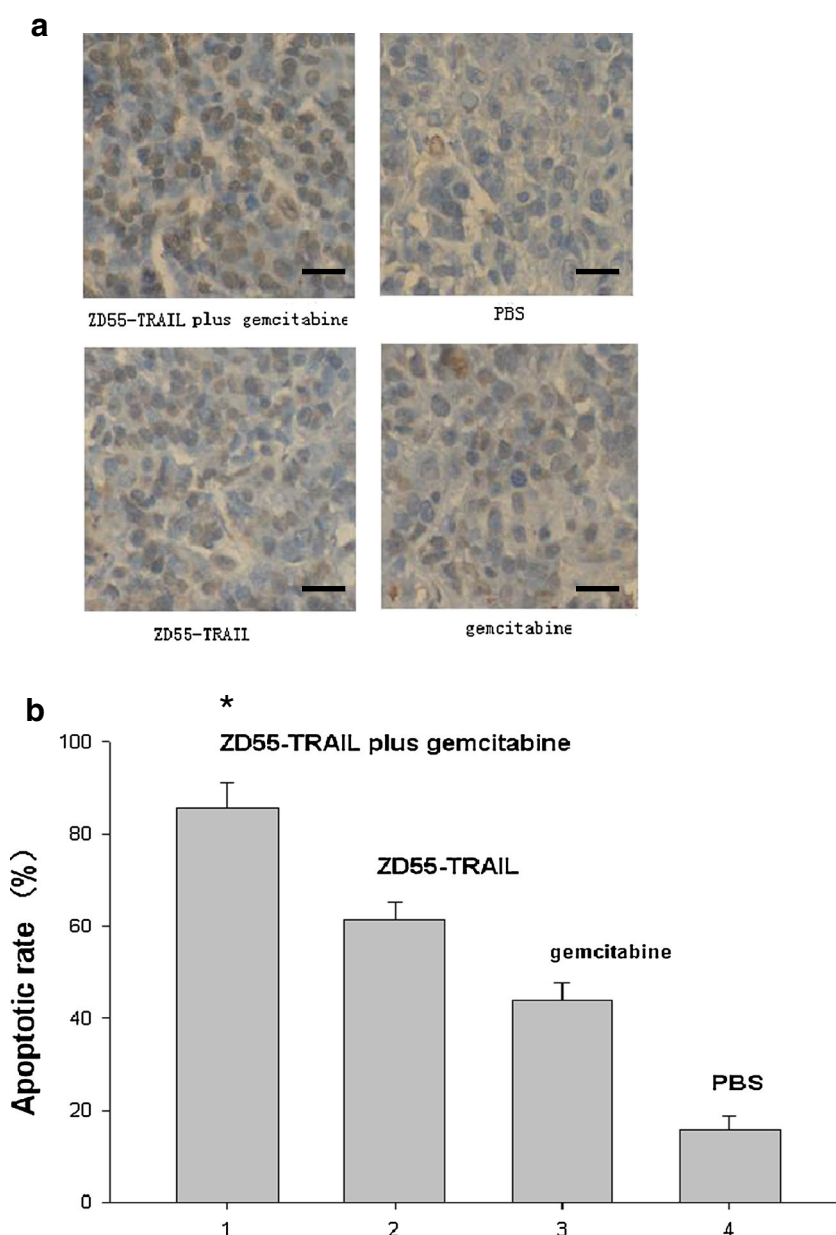 a
ZD55-TRAIL plus gemcitabine
PBS
ZD55-TRAIL
gemcitabine
b
*
ZD55-TRAIL plus gemcitabine
ZD55-TRAIL
gemcitabine
PBS
Apoptotic rate (%)
100
80
60
40
20
0
1 2 3 4